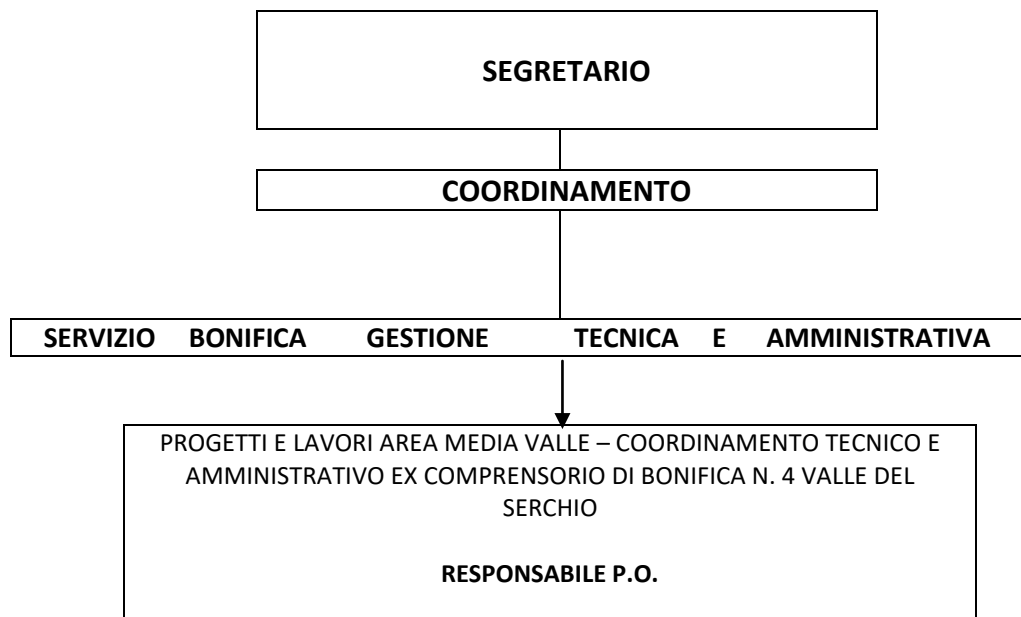 SEGRETARIO
COORDINAMENTO
SERVIZIO BONIFICA GESTIONE TECNICA E AMMINISTRATIVA
PROGETTI E LAVORI AREA MEDIA VALLE – COORDINAMENTO TECNICO E
AMMINISTRATIVO EX COMPRENSORIO DI BONIFICA N. 4 VALLE DEL
SERCHIO
RESPONSABILE P.O.